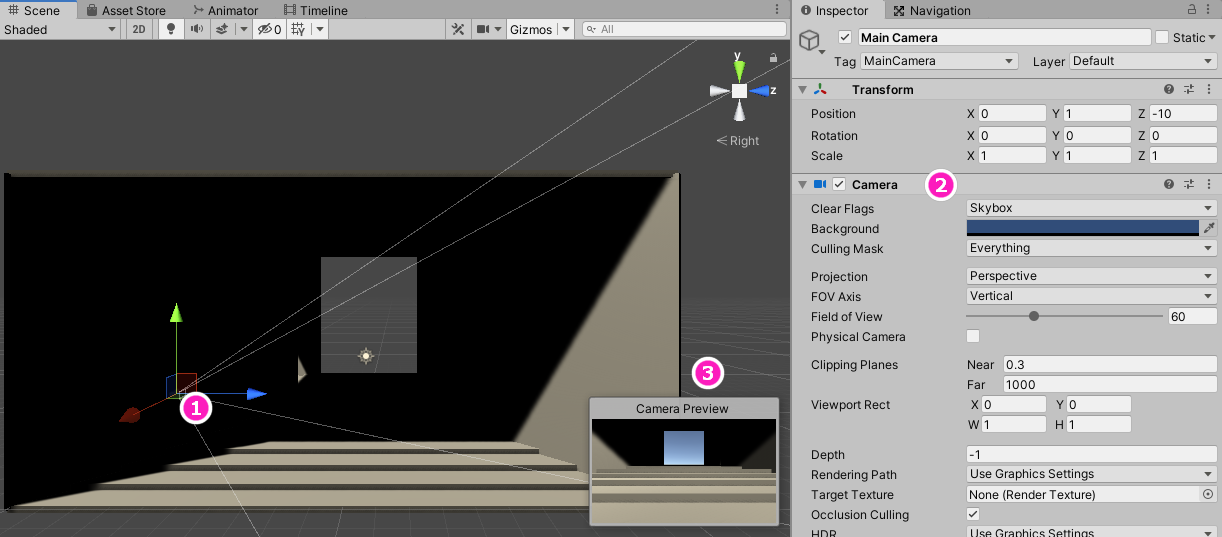 Scene Asset Store Animator Timeline
Shaded 2D 0 Gizmos All
y
z
Right
1
3
Camera Preview
Inspector Navigation
Main Camera Static
Tag MainCamera Layer Default
Transform
Position X 0 Y 1 Z -10
Rotation X 0 Y 0 Z 0
Scale X 1 Y 1 Z 1
Camera 2
Clear Flags Skybox
Background
Culling Mask Everything
Projection Perspective
FOV Axis Vertical
Field of View 60
Physical Camera
Clipping Planes Near 0.3
Far 1000
Viewport Rect X 0 Y 0
W 1 H 1
Depth -1
Rendering Path Use Graphics Settings
Target Texture None (Render Texture)
Occlusion Culling
HDR Use Graphics Settings